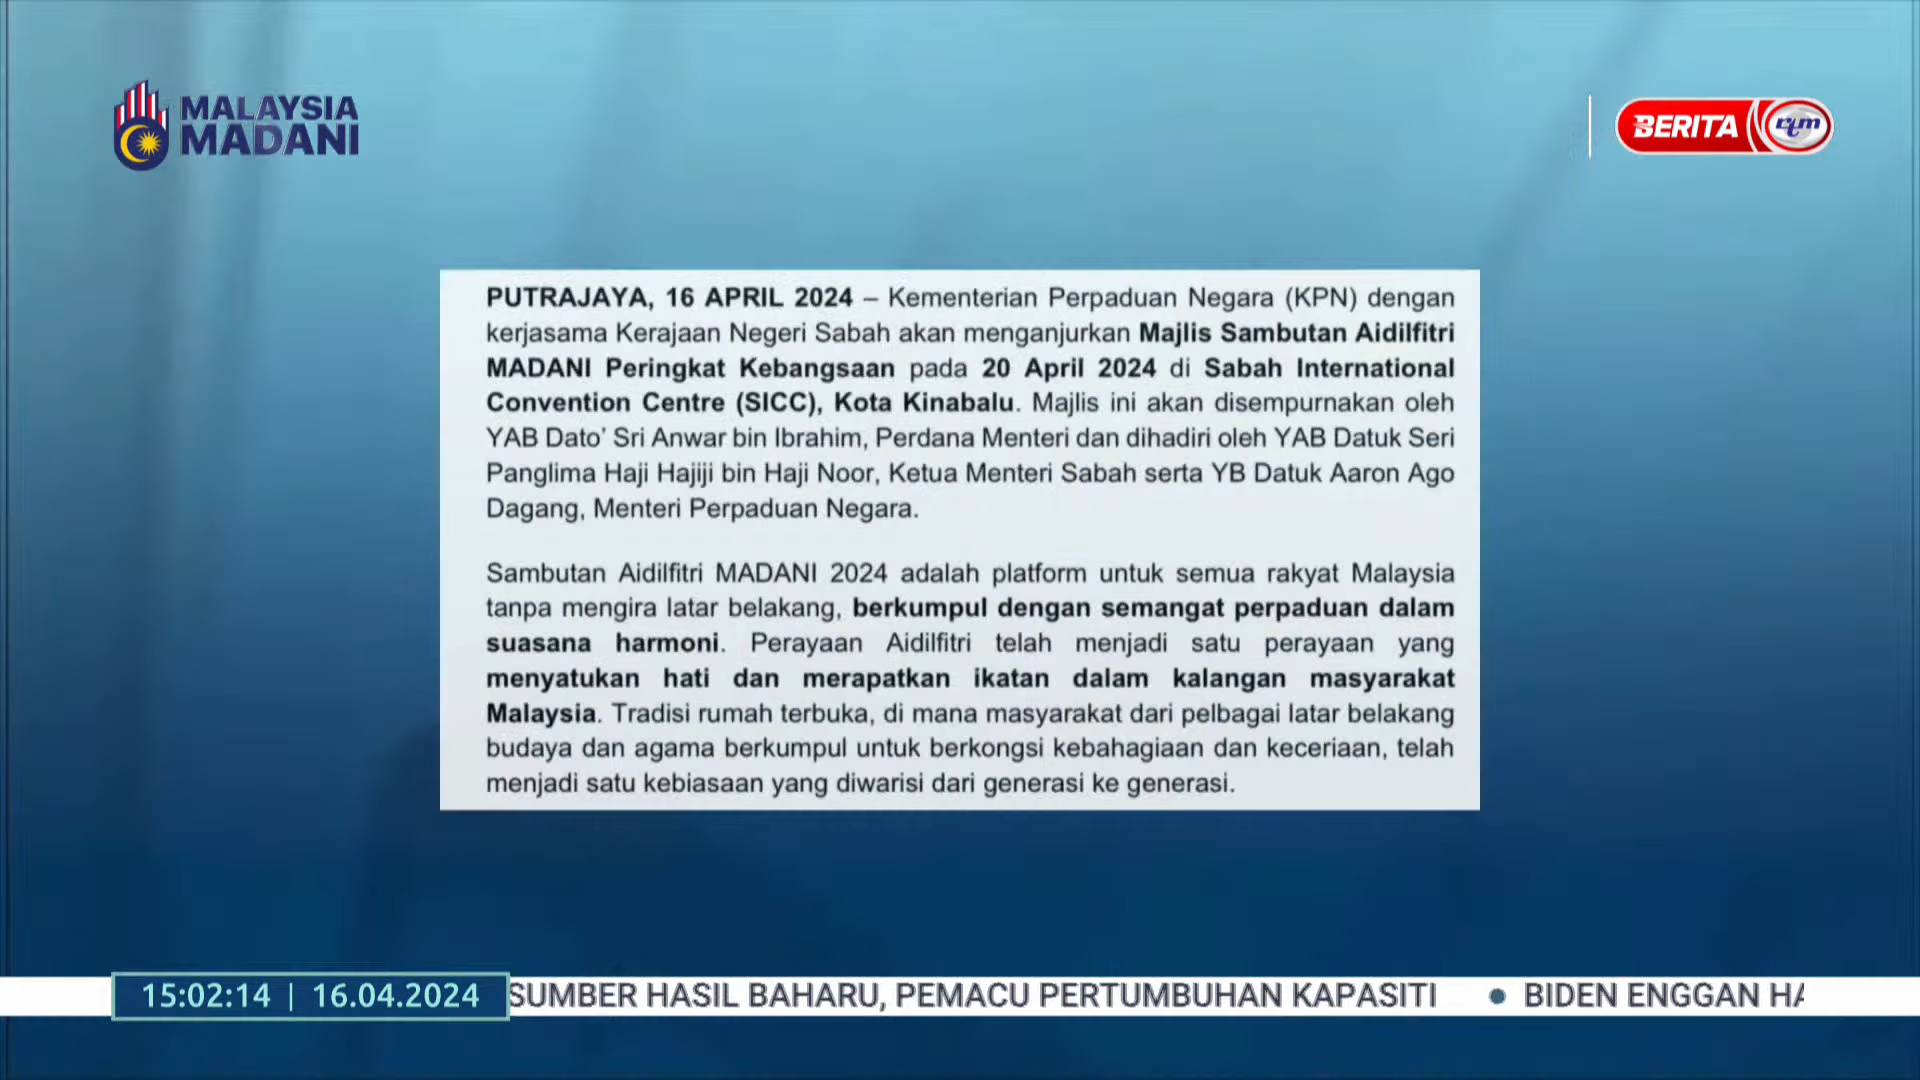 MALAYSIA
MADANI
BERITA rtm
PUTRAJAYA, 16 APRIL 2024 – Kementerian Perpaduan Negara (KPN) dengan
kerjasama Kerajaan Negeri Sabah akan menganjurkan Majlis Sambutan Aidilfitri
MADANI Peringkat Kebangsaan pada 20 April 2024 di Sabah International
Convention Centre (SICC), Kota Kinabalu. Majlis ini akan disempurnakan oleh
YAB Dato’ Sri Anwar bin Ibrahim, Perdana Menteri dan dihadiri oleh YAB Datuk Seri
Panglima Haji Hajiji bin Haji Noor, Ketua Menteri Sabah serta YB Datuk Aaron Ago
Dagang, Menteri Perpaduan Negara.
Sambutan Aidilfitri MADANI 2024 adalah platform untuk semua rakyat Malaysia
tanpa mengira latar belakang, berkumpul dengan semangat perpaduan dalam
suasana harmoni. Perayaan Aidilfitri telah menjadi satu perayaan yang
menyatukan hati dan merapatkan ikatan dalam kalangan masyarakat
Malaysia. Tradisi rumah terbuka, di mana masyarakat dari pelbagai latar belakang
budaya dan agama berkumpul untuk berkongsi kebahagiaan dan keceriaan, telah
menjadi satu kebiasaan yang diwarisi dari generasi ke generasi.
15:02:14 | 16.04.2024 SUMBER HASIL BAHARU, PEMACU PERTUMBUHAN KAPASITI • BIDEN ENGGAN